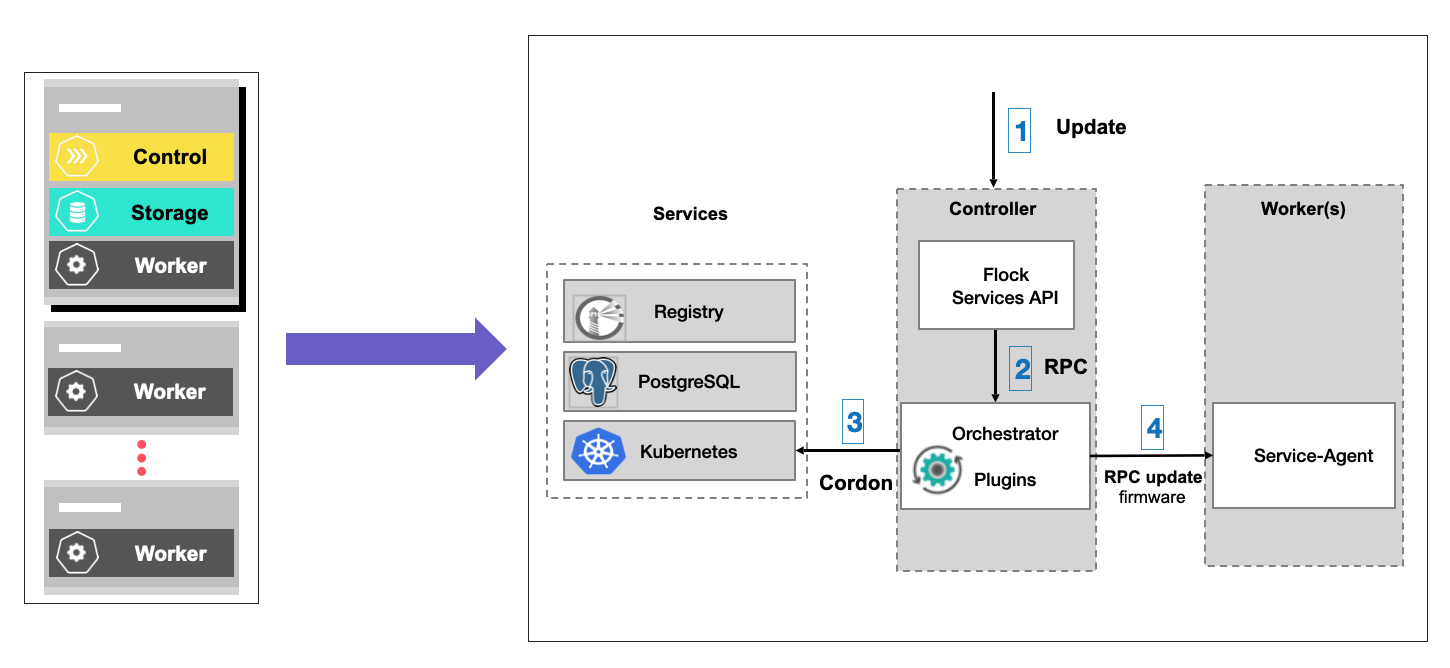 Control
Storage
Worker
Worker
Worker
1
Update
Services
Controller
Worker(s)
Flock
Services API
Registry
2
RPC
PostgreSQL
3
4
Orchestrator
Plugins
Kubernetes
Cordon
RPC update
firmware
Service-Agent